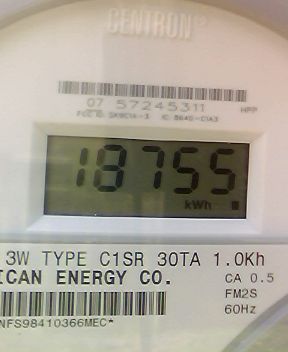 CENTRON®
07 57245311 HPP
18755
kWh
3W TYPE C1SR 30TA 1.0Kh
ICAN ENERGY CO. CA 0.5
FM2S
60Hz
NFS98410366MEC*